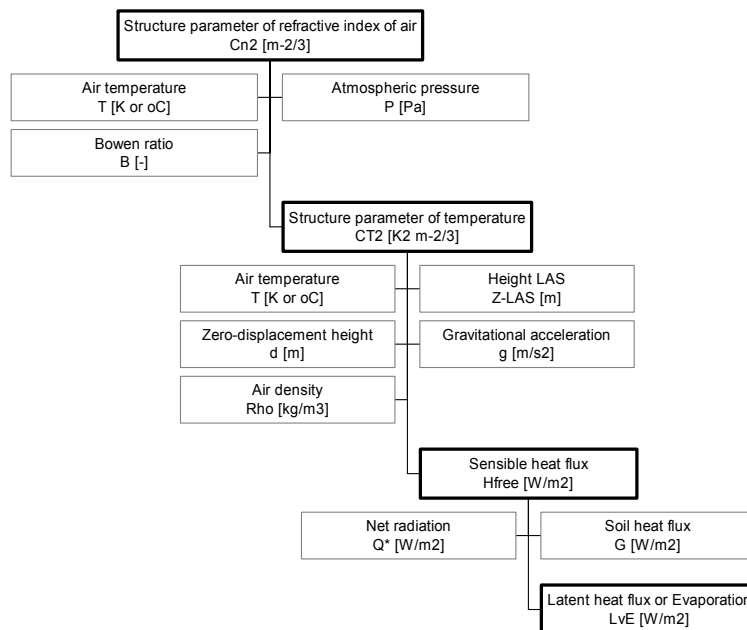 Structure parameter of refractive index of air
Cn2 [m-2/3]
Air temperature
T [K or oC]
Atmospheric pressure
P [Pa]
Bowen ratio
B [-]
Structure parameter of temperature
CT2 [K2 m-2/3]
Air temperature
T [K or oC]
Height LAS
Z-LAS [m]
Zero-displacement height
d [m]
Gravitational acceleration
g [m/s2]
Air density
Rho [kg/m3]
Sensible heat flux
Hfree [W/m2]
Net radiation
Q* [W/m2]
Soil heat flux
G [W/m2]
Latent heat flux or Evaporation
LvE [W/m2]